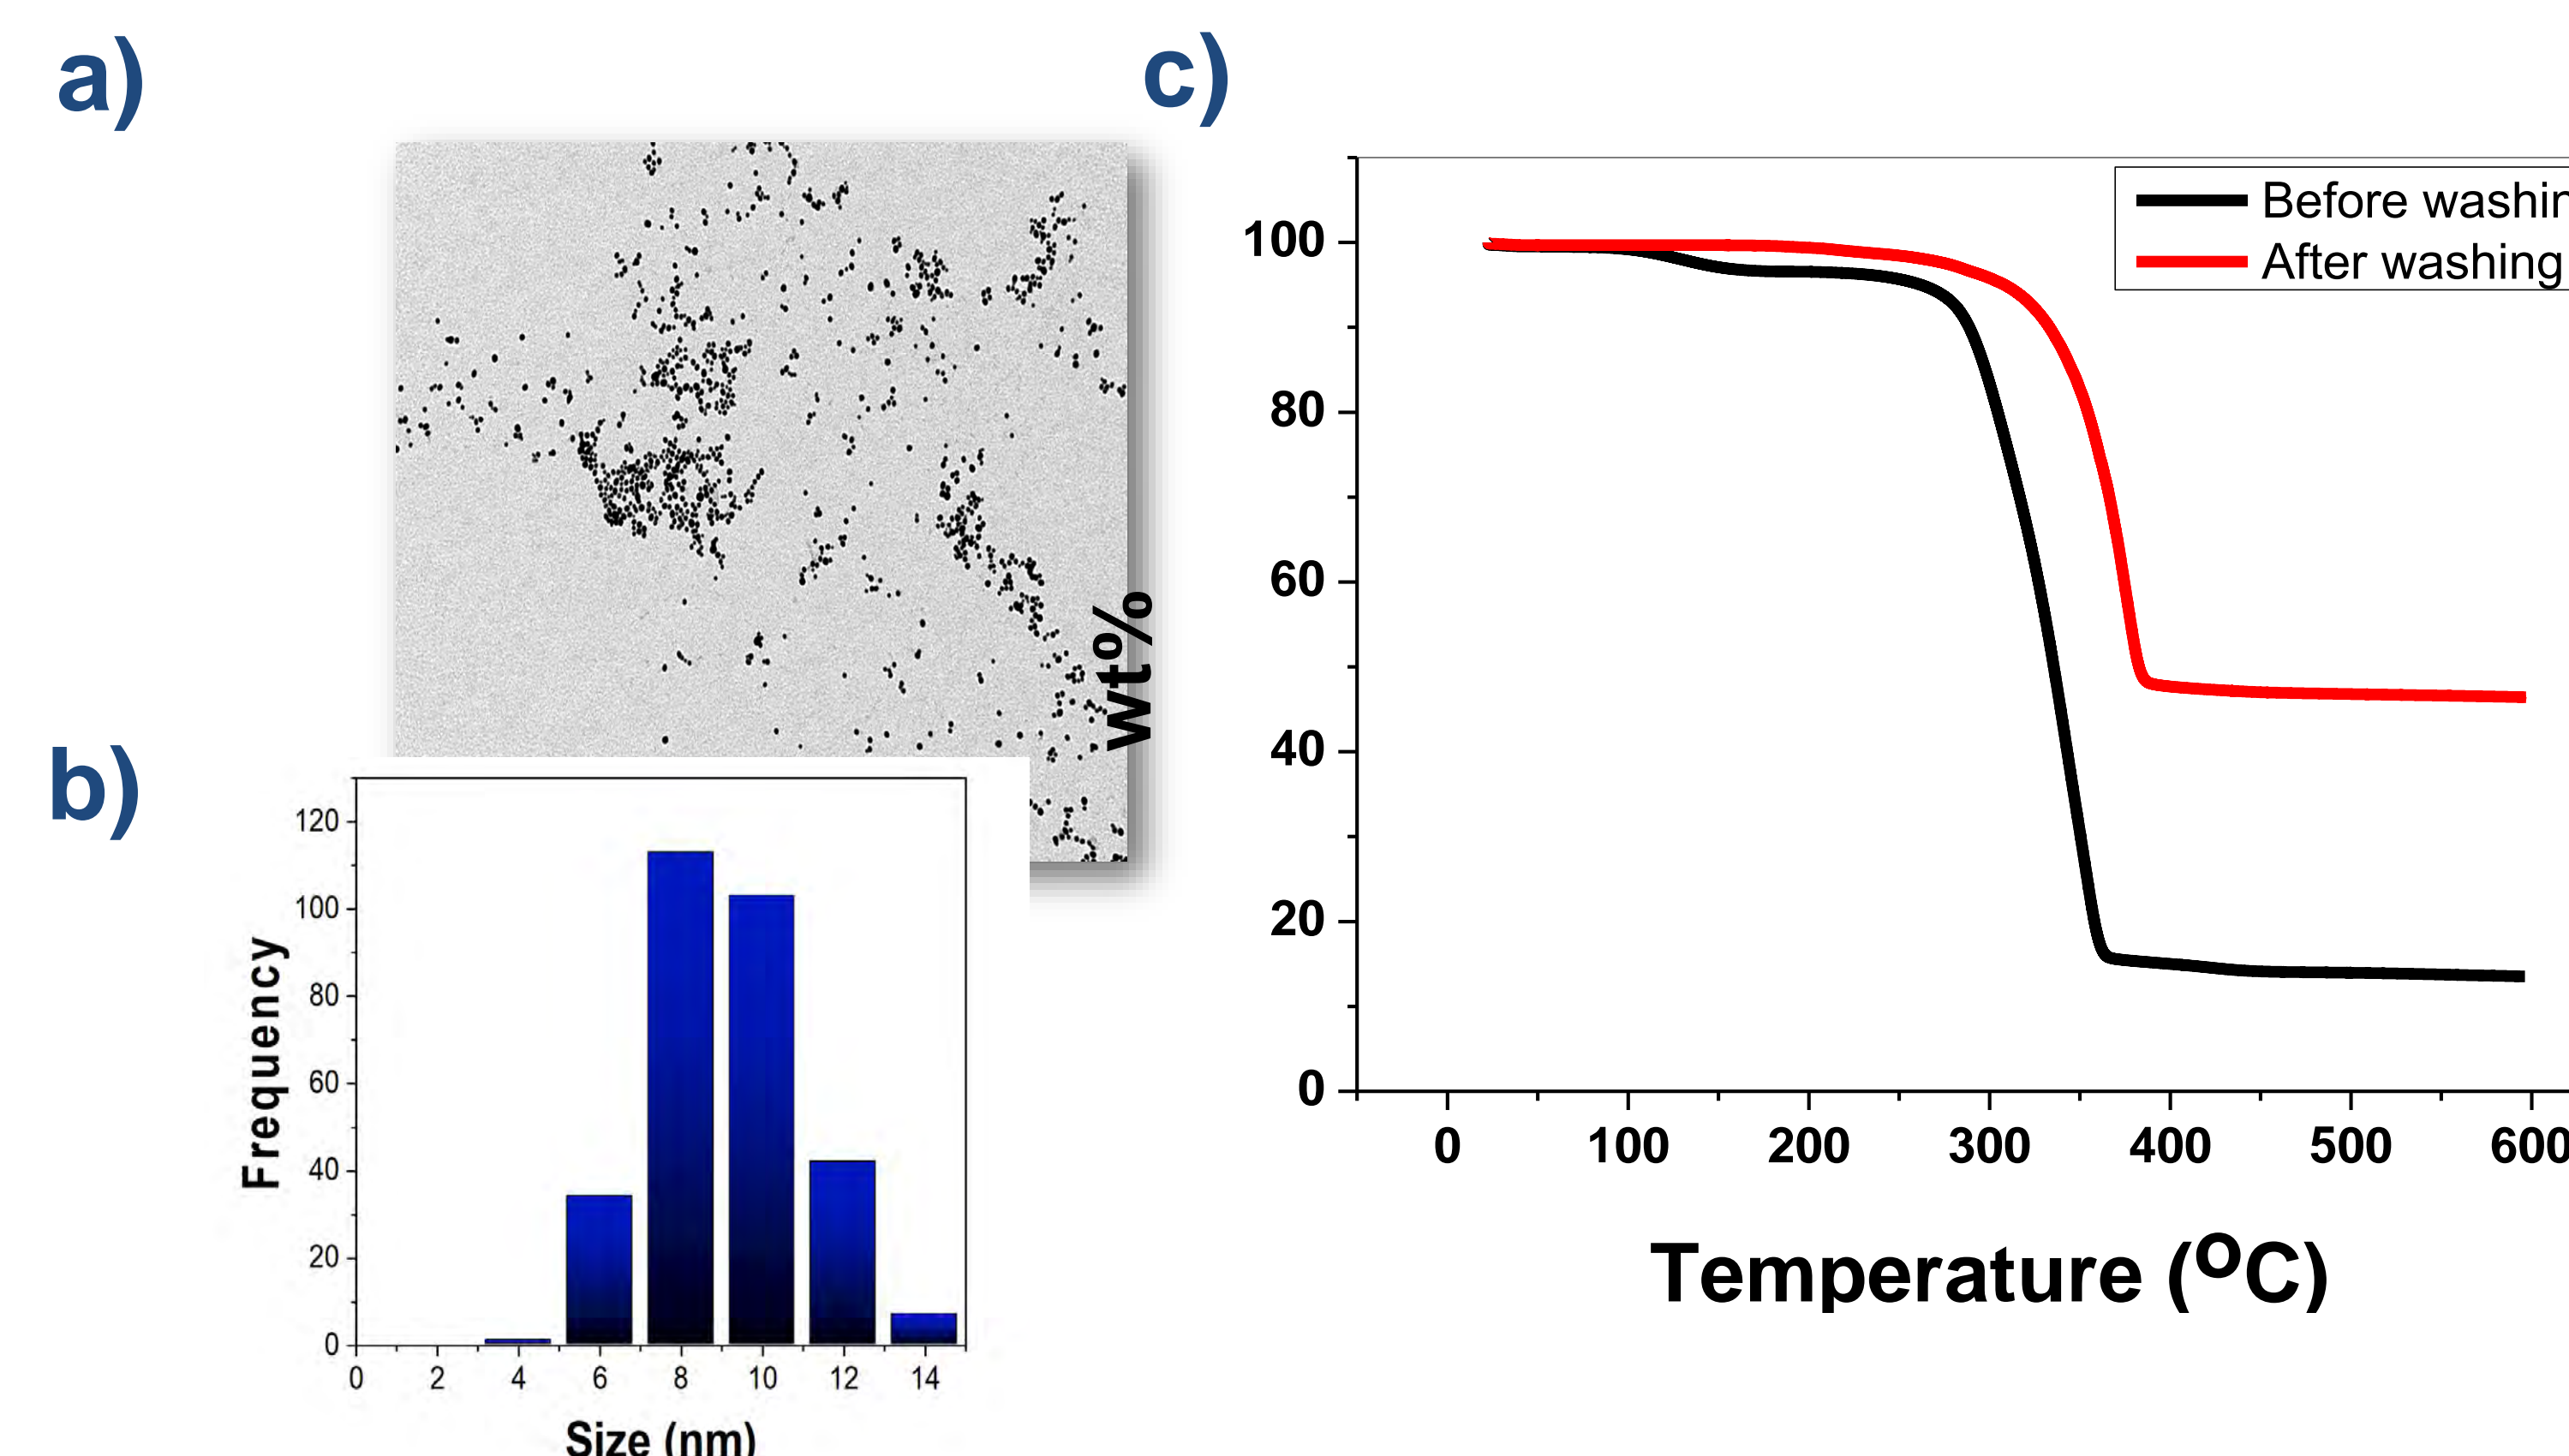 a)
c)
Before washin
After washing
100
80
60
40
20
0
wt%
0 100 200 300 400 500 600
Temperature (ºC)
b)
120
100
80
60
40
20
0
Frequency
0 2 4 6 8 10 12 14
Size (nm)